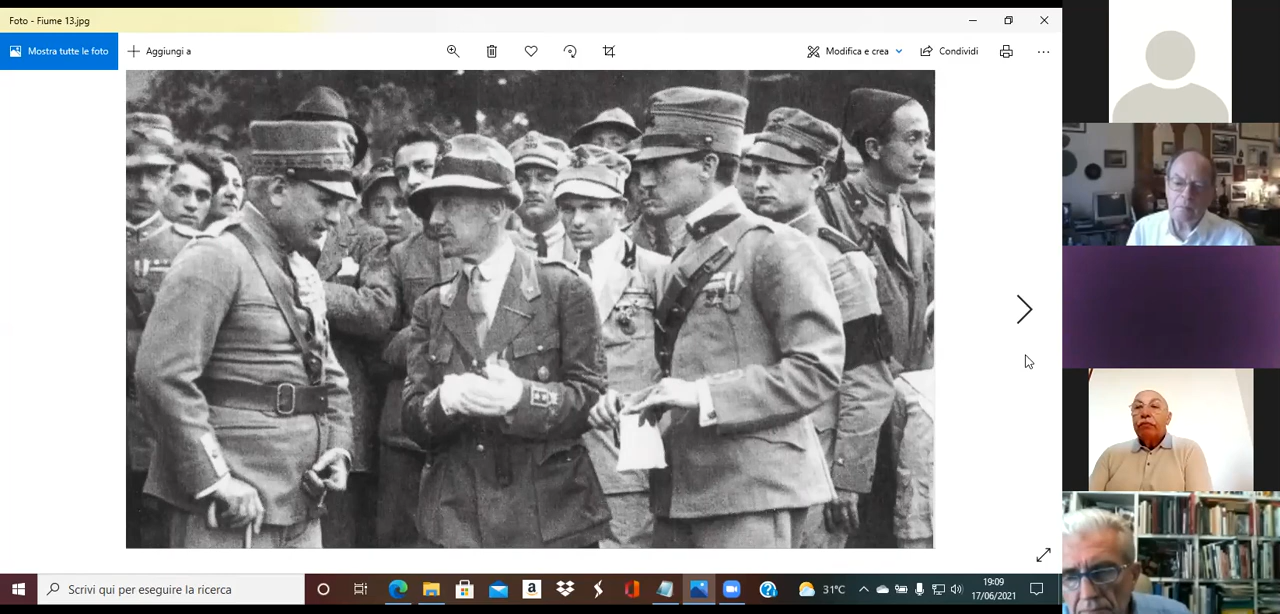 Foto - Fiume 13.jpg
Mostra tutte le foto
Aggiungi a
Modifica e crea
Condividi
Scrivi qui per eseguire la ricerca
31°C
19:09
17/06/2021